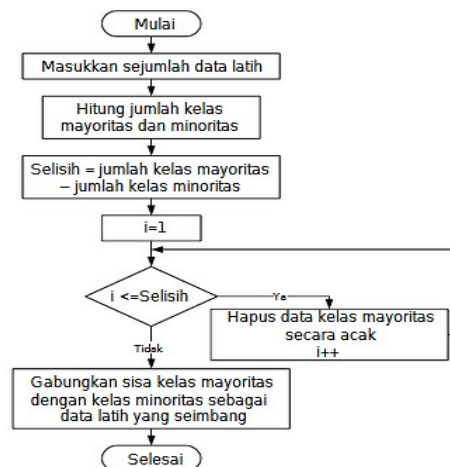 Mulai
Masukkan sejumlah data latih
Hitung jumlah kelas
mayoritas dan minoritas
Selisih = jumlah kelas mayoritas
– jumlah kelas minoritas
i=1
i <=Selisih
Ya
Hapus data kelas mayoritas
secara acak
i++
Tidak
Gabungkan sisa kelas mayoritas
dengan kelas minoritas sebagai
data latih yang seimbang
Selesai